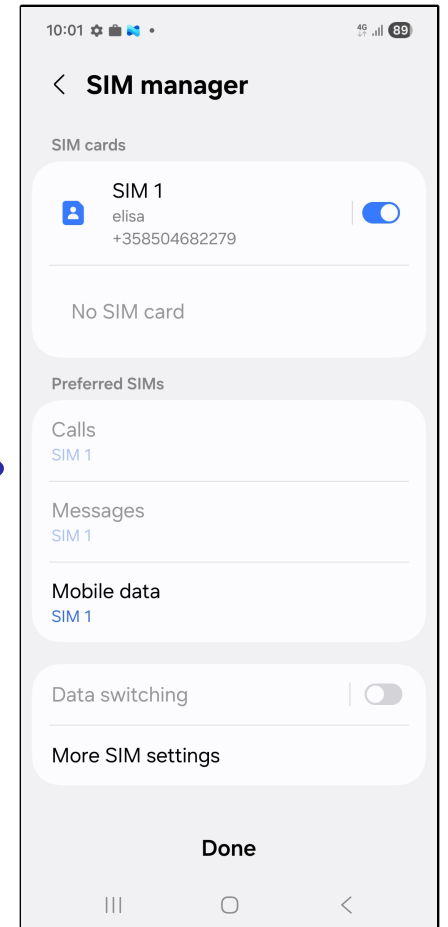 10:01
4G
89
SIM manager
SIM cards
SIM 1
elisa
+358504682279
No SIM card
Preferred SIMs
Calls
SIM 1
Messages
SIM 1
Mobile data
SIM 1
Data switching
More SIM settings
Done